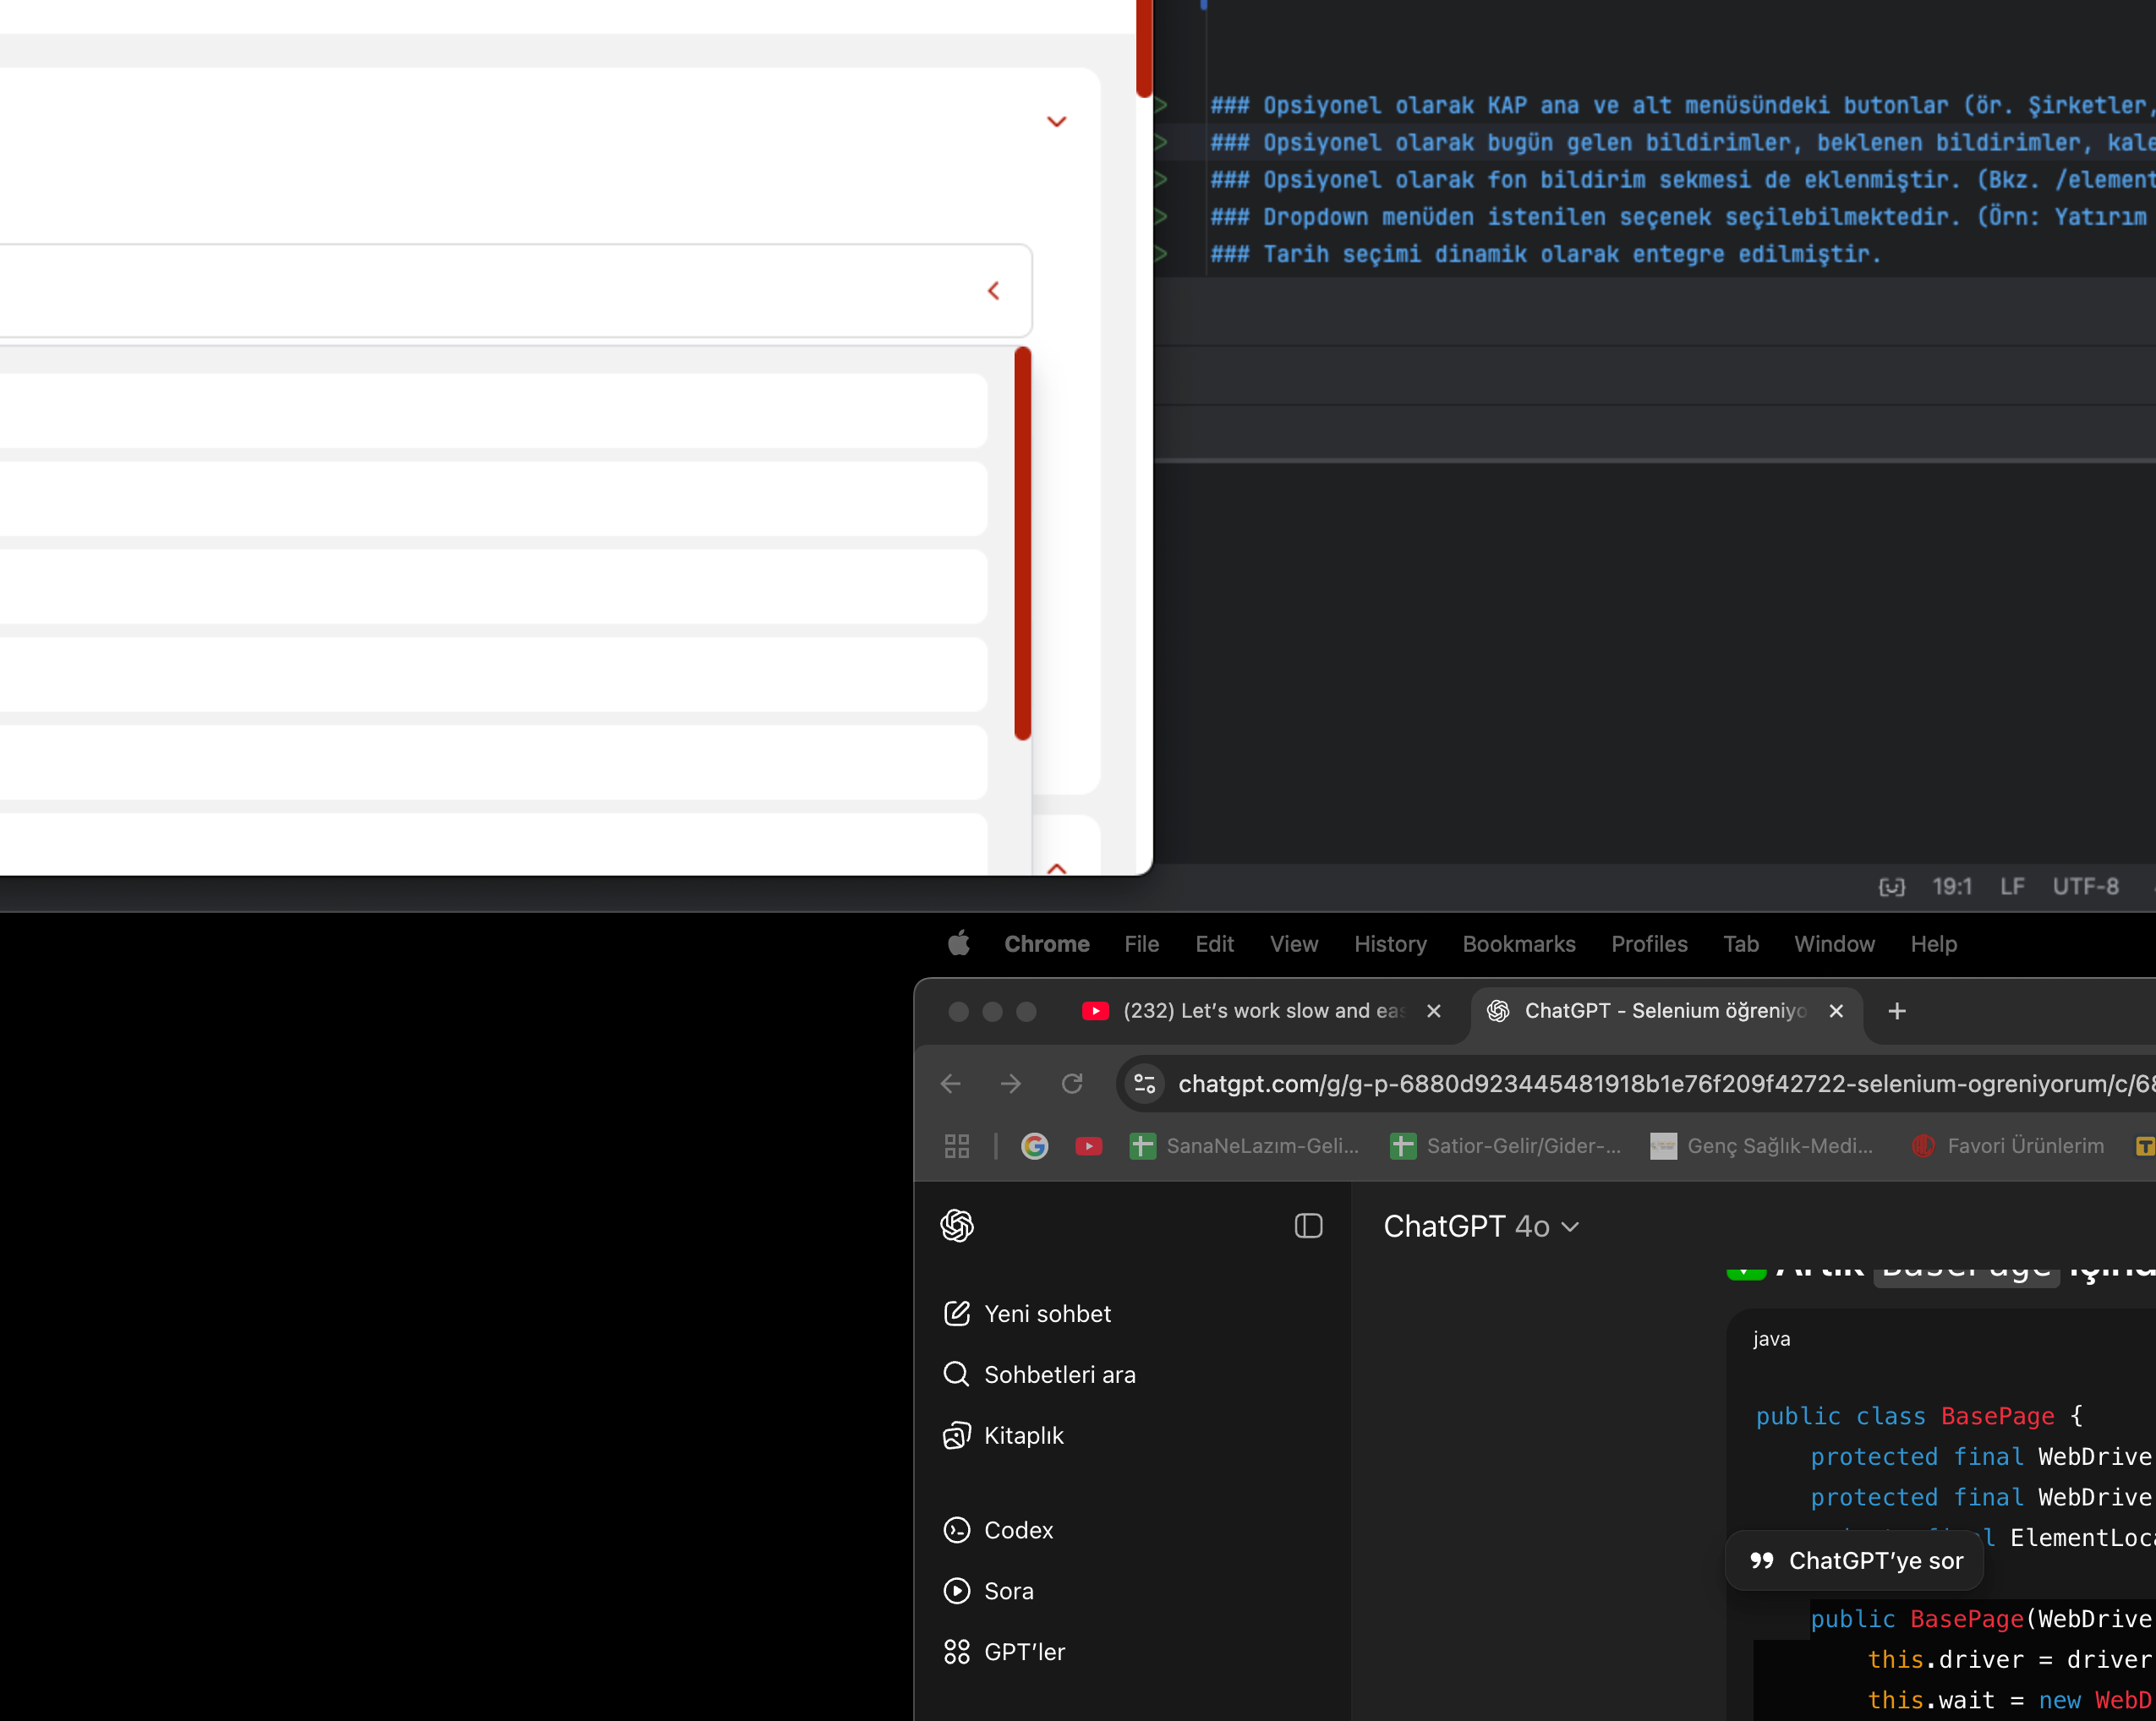 ### Opsiyonel olarak KAP ana ve alt menüsündeki butonlar (ör. Şirketler,
### Opsiyonel olarak bugün gelen bildirimler, beklenen bildirimler, kale
### Opsiyonel olarak fon bildirim sekmesi de eklenmiştir. (Bkz. /element
### Dropdown menüden istenilen seçenek seçilebilmektedir. (Örn: Yatırım
### Tarih seçimi dinamik olarak entegre edilmiştir.
19:1 LF UTF-8
Chrome File Edit View History Bookmarks Profiles Tab Window Help
(232) Let's work slow and eas
ChatGPT - Selenium öğreniyo
chatgpt.com/g/g-p-6880d923445481918b1e76f209f42722-selenium-ogreniyorum/c/68
SanaNeLazım-Geli... Satior-Gelir/Gider-... Genç Sağlık-Medi... Favori Ürünlerim
ChatGPT 4o
Artık BasePage için
Yeni sohbet
Sohbetleri ara
Kitaplık
Codex
Sora
GPT'ler
java
public class BasePage {
protected final WebDrive
protected final WebDrive
ElementLoca
ChatGPT'ye sor
public BasePage(WebDrive
this.driver = driver
this.wait = new WebD